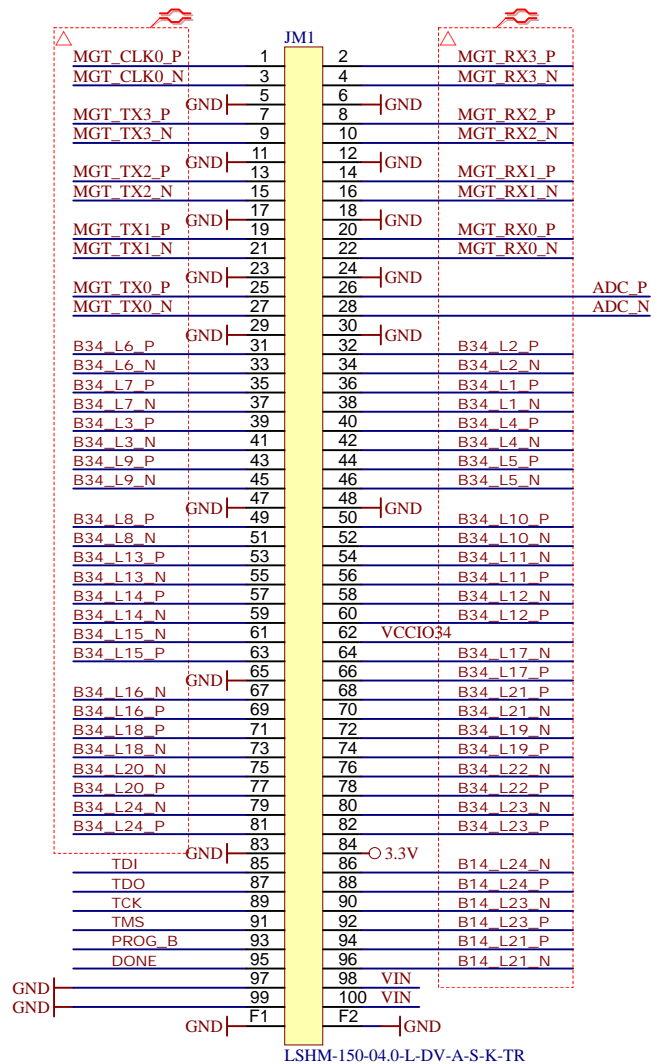 JM1
MGT_CLK0_P 1 2 MGT_RX3_P
MGT_CLK0_N 3 4 MGT_RX3_N
GND 5 6 GND
MGT_TX3_P 7 8 MGT_RX2_P
MGT_TX3_N 9 10 MGT_RX2_N
GND 11 12 GND
MGT_TX2_P 13 14 MGT_RX1_P
MGT_TX2_N 15 16 MGT_RX1_N
GND 17 18 GND
MGT_TX1_P 19 20 MGT_RX0_P
MGT_TX1_N 21 22 MGT_RX0_N
GND 23 24 GND
MGT_TX0_P 25 26 ADC_P
MGT_TX0_N 27 28 ADC_N
GND 29 30 GND
B34_L6_P 31 32 B34_L2_P
B34_L6_N 33 34 B34_L2_N
B34_L7_P 35 36 B34_L1_P
B34_L7_N 37 38 B34_L1_N
B34_L3_P 39 40 B34_L4_P
B34_L3_N 41 42 B34_L4_N
B34_L9_P 43 44 B34_L5_P
B34_L9_N 45 46 B34_L5_N
GND 47 48 GND
B34_L8_P 49 50 B34_L10_P
B34_L8_N 51 52 B34_L10_N
B34_L13_P 53 54 B34_L11_N
B34_L13_N 55 56 B34_L11_P
B34_L14_P 57 58 B34_L12_N
B34_L14_N 59 60 B34_L12_P
B34_L15_N 61 62 VCCIO34
B34_L15_P 63 64 B34_L17_N
GND 65 66 B34_L17_P
B34_L16_N 67 68 B34_L21_P
B34_L16_P 69 70 B34_L21_N
B34_L18_P 71 72 B34_L19_N
B34_L18_N 73 74 B34_L19_P
B34_L20_N 75 76 B34_L22_N
B34_L20_P 77 78 B34_L22_P
B34_L24_N 79 80 B34_L23_N
B34_L24_P 81 82 B34_L23_P
GND 83 84 3.3V
TDI 85 86 B14_L24_N
TDO 87 88 B14_L24_P
TCK 89 90 B14_L23_N
TMS 91 92 B14_L23_P
PROG_B 93 94 B14_L21_P
DONE 95 96 B14_L21_N
GND 97 98 VIN
GND 99 100 VIN
GND F1 F2 GND
LSHM-150-04.0-L-DV-A-S-K-TR